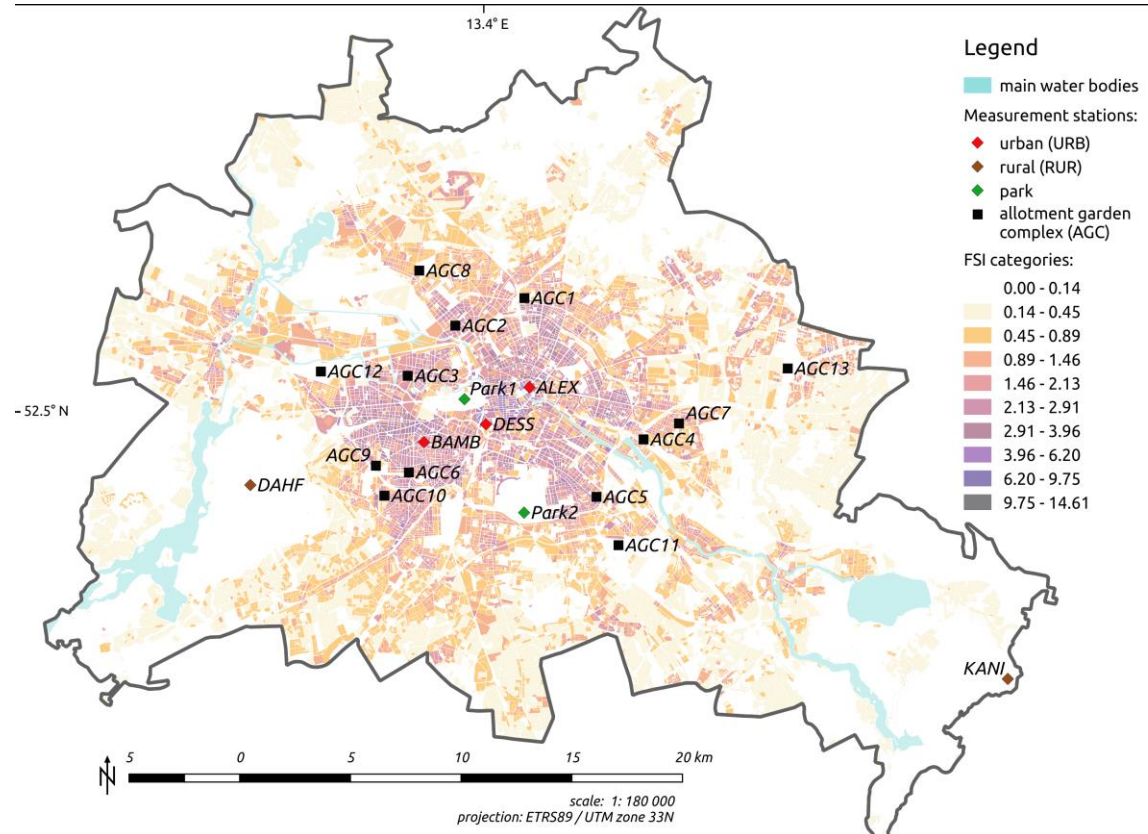 13.4° E
Legend
main water bodies
Measurement stations:
urban (URB)
rural (RUR)
park
allotment garden
complex (AGC)
FSI categories:
0.00 - 0.14
0.14 - 0.45
0.45 - 0.89
0.89 - 1.46
1.46 - 2.13
2.13 - 2.91
2.91 - 3.96
3.96 - 6.20
6.20 - 9.75
9.75 - 14.61
AGC8
AGC1
AGC2
AGC12
AGC3
Park1
ALEX
AGC13
52.5° N
DESS
AGC7
BAMB
AGC4
AGC9
AGC6
DAHF
AGC10
AGC5
Park2
AGC11
KANI
5 0 5 10 15 20 km
N
scale: 1: 180 000
projection: ETRS89 / UTM zone 33N